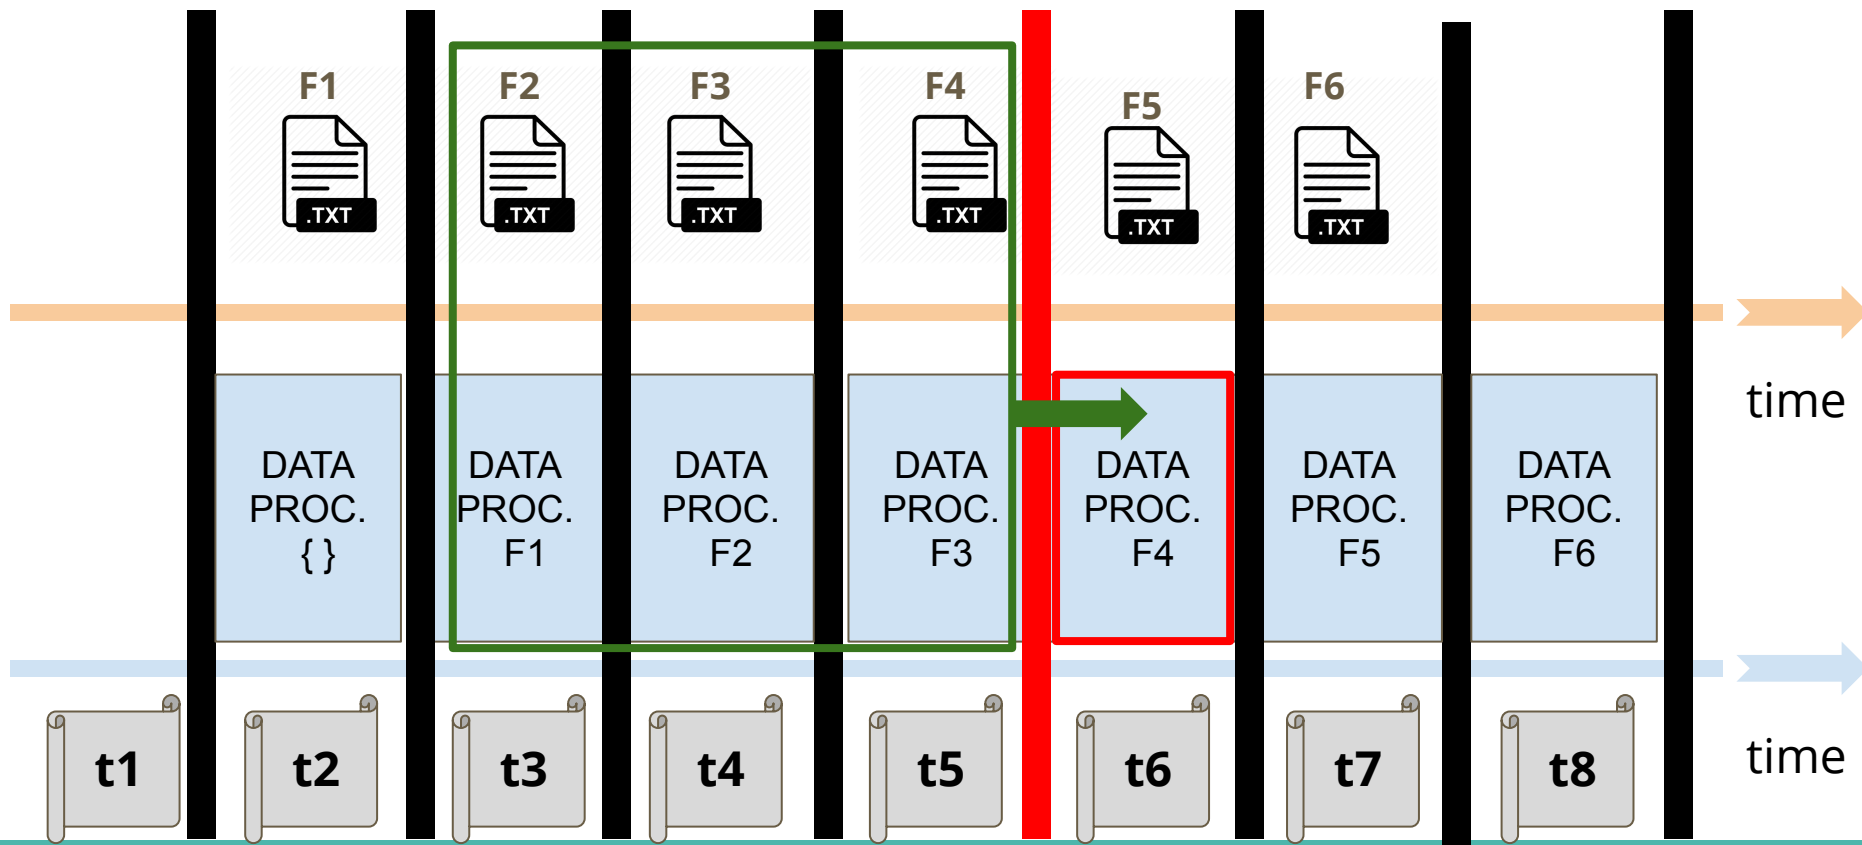 F1
F2
F3
F4
F5
F6
.TXT
.TXT
.TXT
.TXT
.TXT
.TXT
time
DATA
PROC.
{ }
DATA
PROC.
F1
DATA
PROC.
F2
DATA
PROC.
F3
DATA
PROC.
F4
DATA
PROC.
F5
DATA
PROC.
F6
time
t1
t2
t3
t4
t5
t6
t7
t8